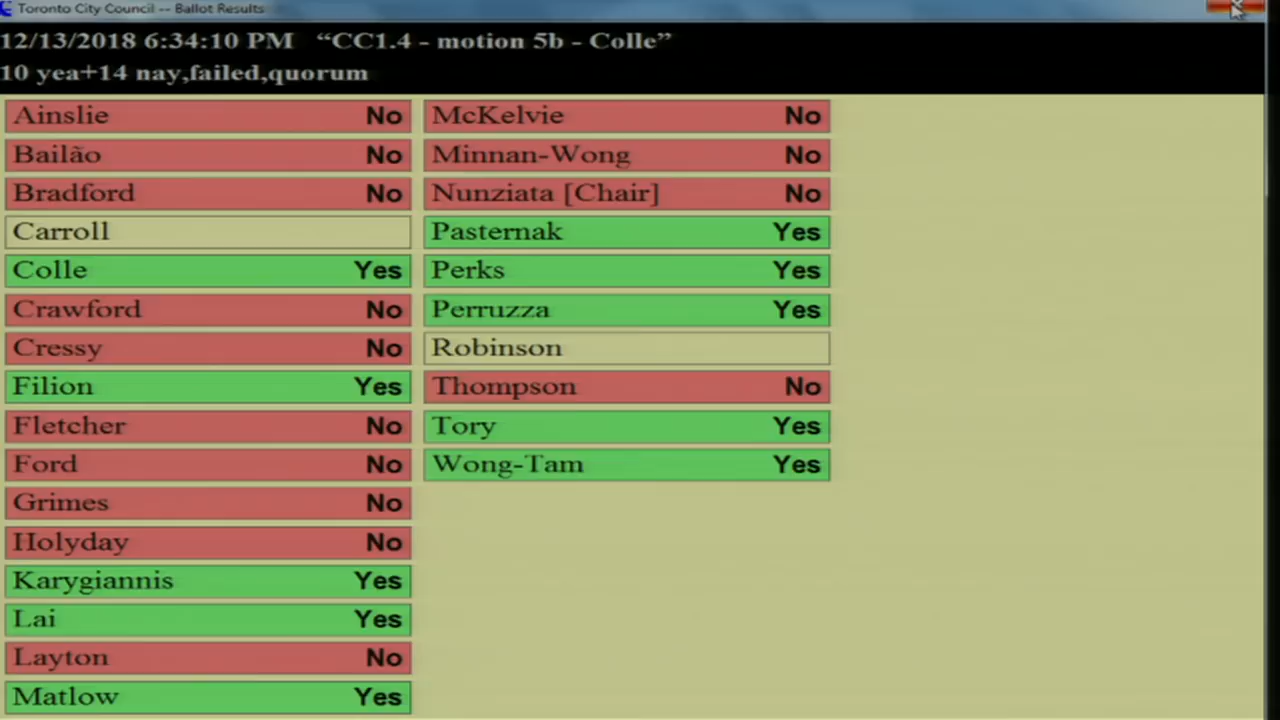 Toronto City Council -- Ballot Results
12/13/2018 6:34:10 PM “CC1.4 - motion 5b - Colle”
10 yea+14 nay,failed,quorum
Ainslie No
Bailão No
Bradford No
Carroll
Colle Yes
Crawford No
Cressy No
Filion Yes
Fletcher No
Ford No
Grimes No
Holyday No
Karygiannis Yes
Lai Yes
Layton No
Matlow Yes
McKelvie No
Minnan-Wong No
Nunziata [Chair] No
Pasternak Yes
Perks Yes
Perruzza Yes
Robinson
Thompson No
Tory Yes
Wong-Tam Yes